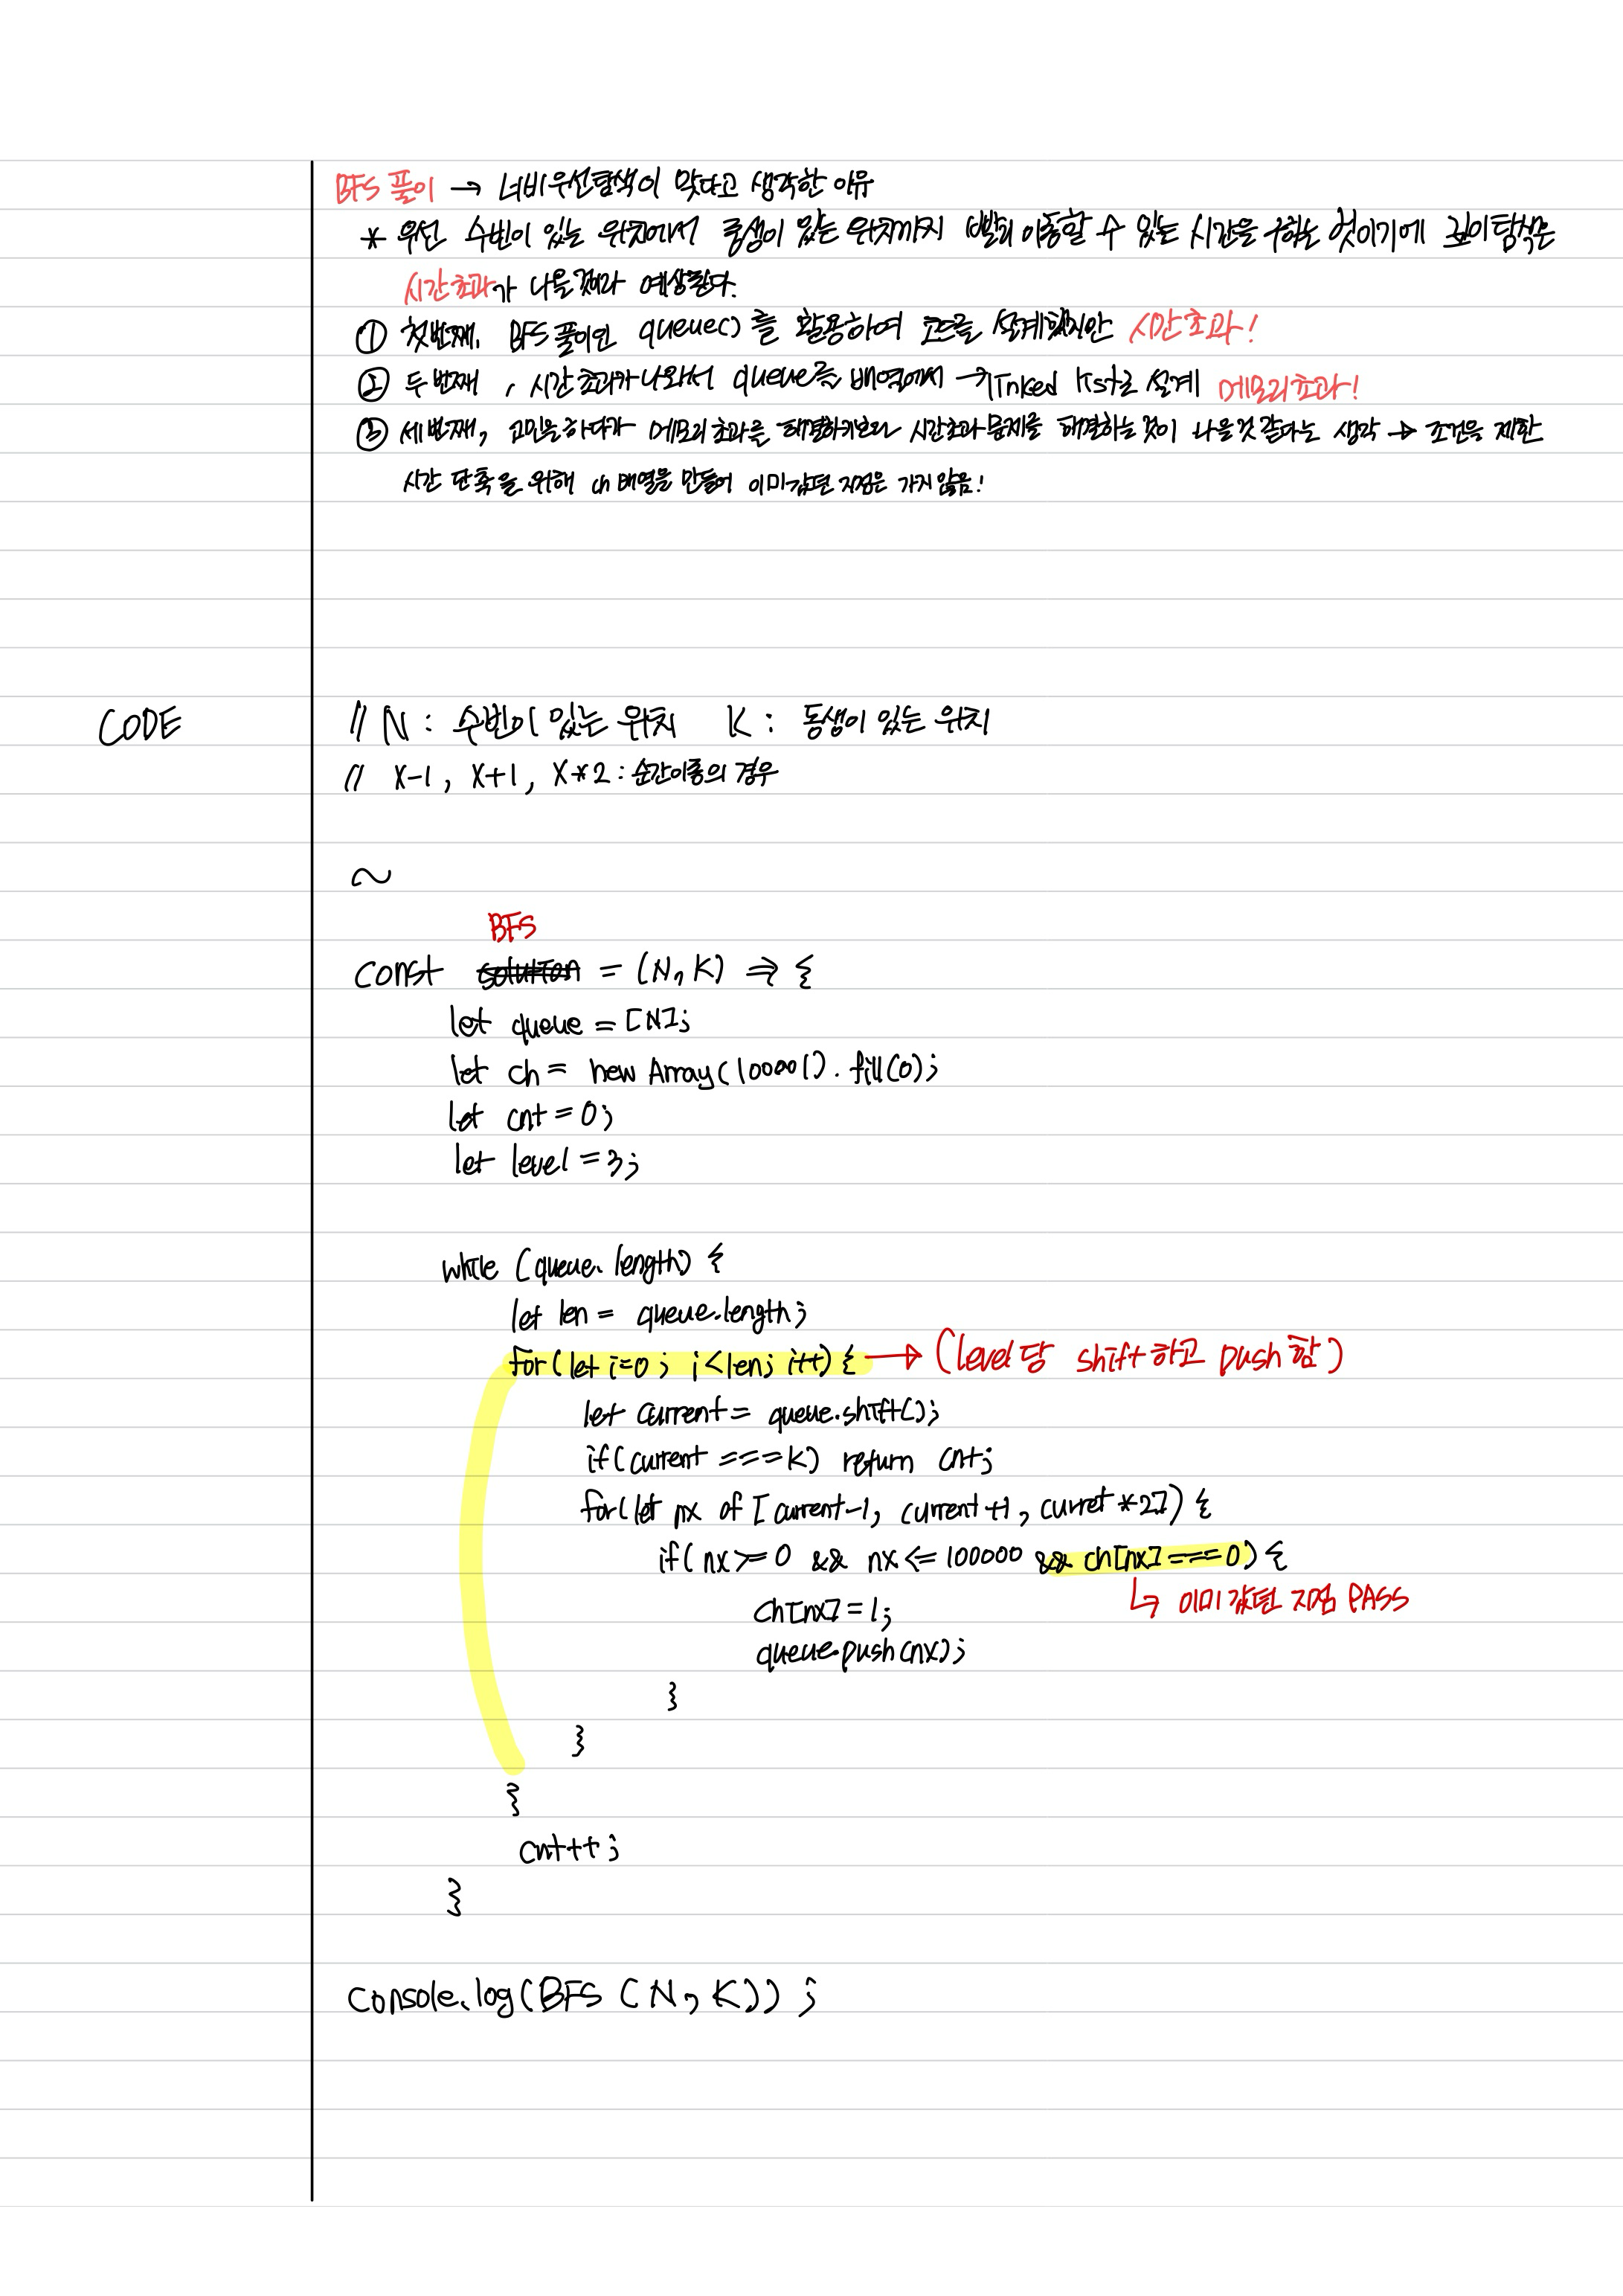 BFS 풀이 → 너비우선탐색이 맞다고 생각한 이유
* 우선 수빈이 있는 위치에서 동생이 있는 위치까지 빨리 이동할 수 있는 시간을 구하는 것이기에 깊이탐색은
시간초과가 나올것이라 예상된다.
① 첫번째, BFS 풀이인 queue()를 활용하여 코드를 설계했지만 시간초과!
② 두번째, 시간초과가 나와서 queue를 배열에서 → linked list로 설계 메모리초과!
③ 세번째, 고민을 하다가 메모리초과를 해결하기보다 시간초과 문제를 해결하는 것이 나을것 같다는 생각 → 조건을 제한
시간 단축을 위해 ch 배열을 만들어 이미갔던 지점은 가지 않음!
CODE
// N : 수빈이 있는 위치 K : 동생이 있는 위치
// X-1, X+1, X*2 : 순간이동의 경우
~
BFS
const solution = (N, K) => {
let queue = [N];
let ch = new Array(100001).fill(0);
let cnt = 0;
let level = 3;
while (queue.length) {
let len = queue.length;
for(let i=0; i<len; i++) { → (level당 shift하고 push함)
let current = queue.shift();
if(current === K) return cnt;
for(let nx of [current-1, current+1, curret*2]) {
if(nx>=0 && nx<=100000 && ch[nx]===0) {
ch[nx]=1; ↳ 이미 갔던 지점 PASS
queue.push(nx);
}
}
}
cnt++;
}
console.log(BFS(N, K));